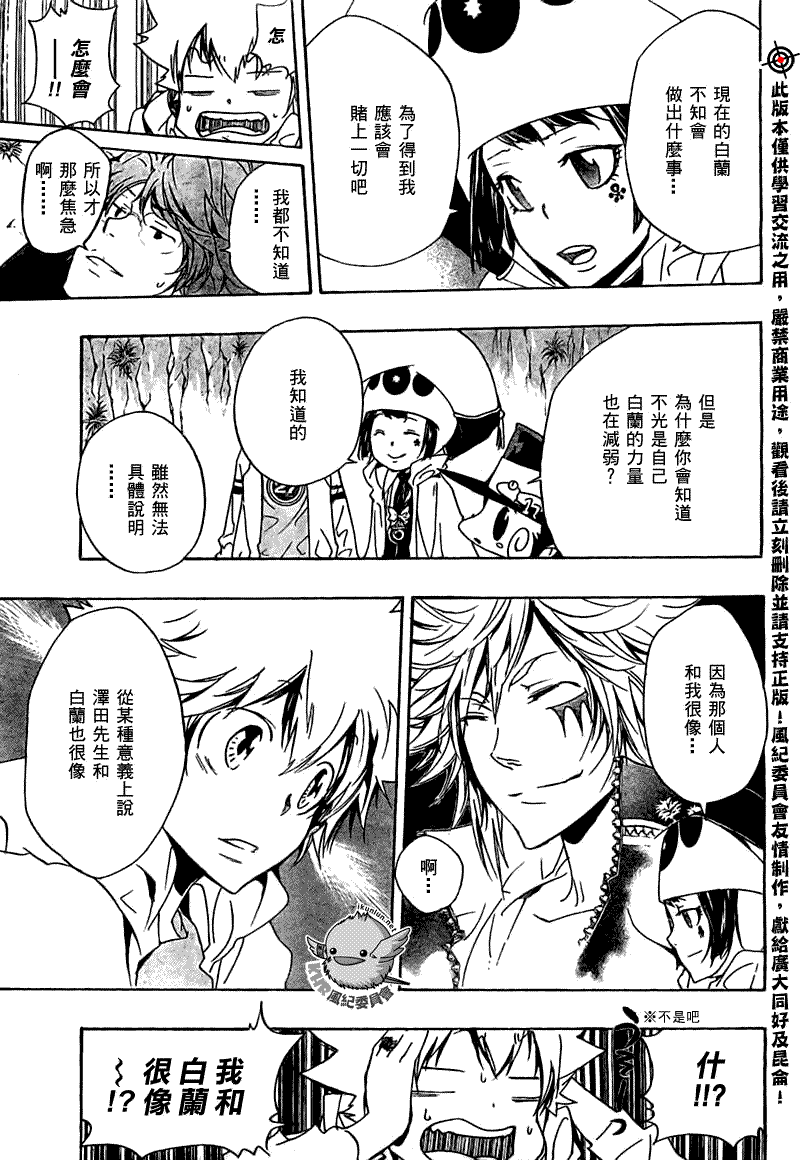 現在的白蘭
不知會
做出什麼事…
為了得到我
應該會
賭上一切吧
怎
怎麼會
——!!
我都不知道
……
所以才
那麼焦急
啊……
但是
為什麼你會知道
不光是自己
白蘭的力量
也在減弱?
我知道的
雖然無法
具體說明
……
因為那個人
和我很像…
啊…
從某種意義上說
澤田先生和
白蘭也很像
※不是吧
什!!?
我和
白蘭
很像
~!?
ikunlun.net
KHR風紀委員會
此版本僅供學習交流之用,嚴禁商業用途,觀看後請立刻刪除並請支持正版!風紀委員會友情制作,獻給廣大同好及昆侖!